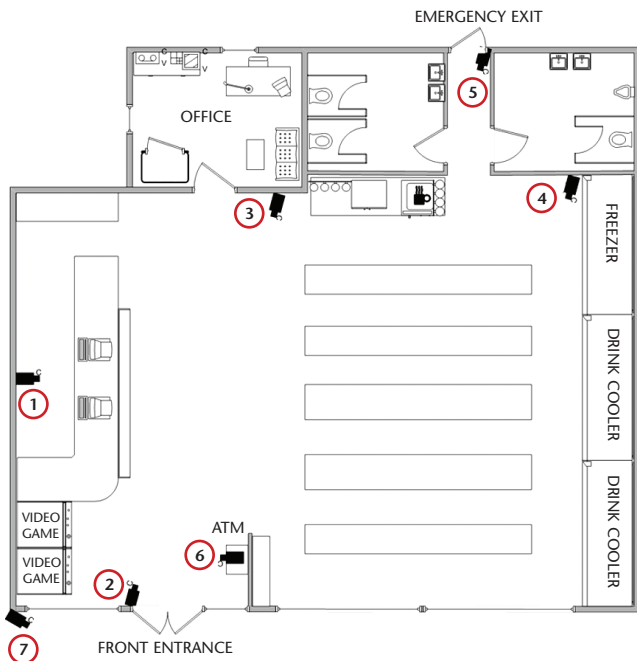 EMERGENCY EXIT
C
V
C
V
C
5
OFFICE
C
3
4
C
FREEZER
C
1
DRINK COOLER
VIDEO
GAME
ATM
6
C
DRINK COOLER
VIDEO
GAME
2
C
7
C
FRONT ENTRANCE